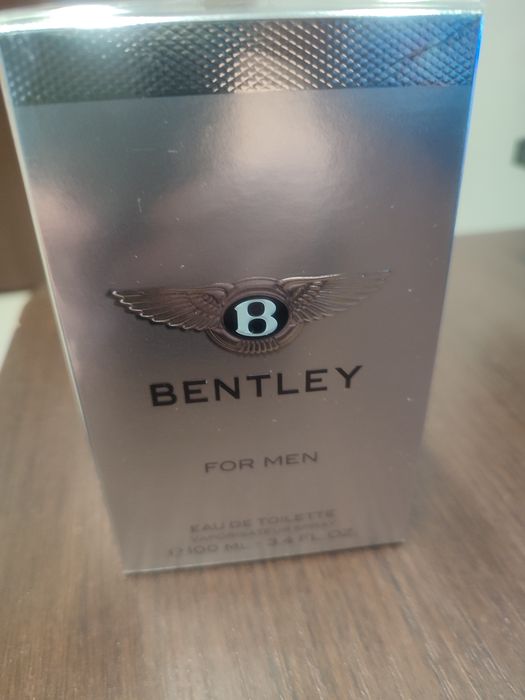 B
BENTLEY
FOR MEN
EAU DE TOILETTE
VAPORISATEUR SPRAY
℮ 100 ML - 3.4 FL.OZ.